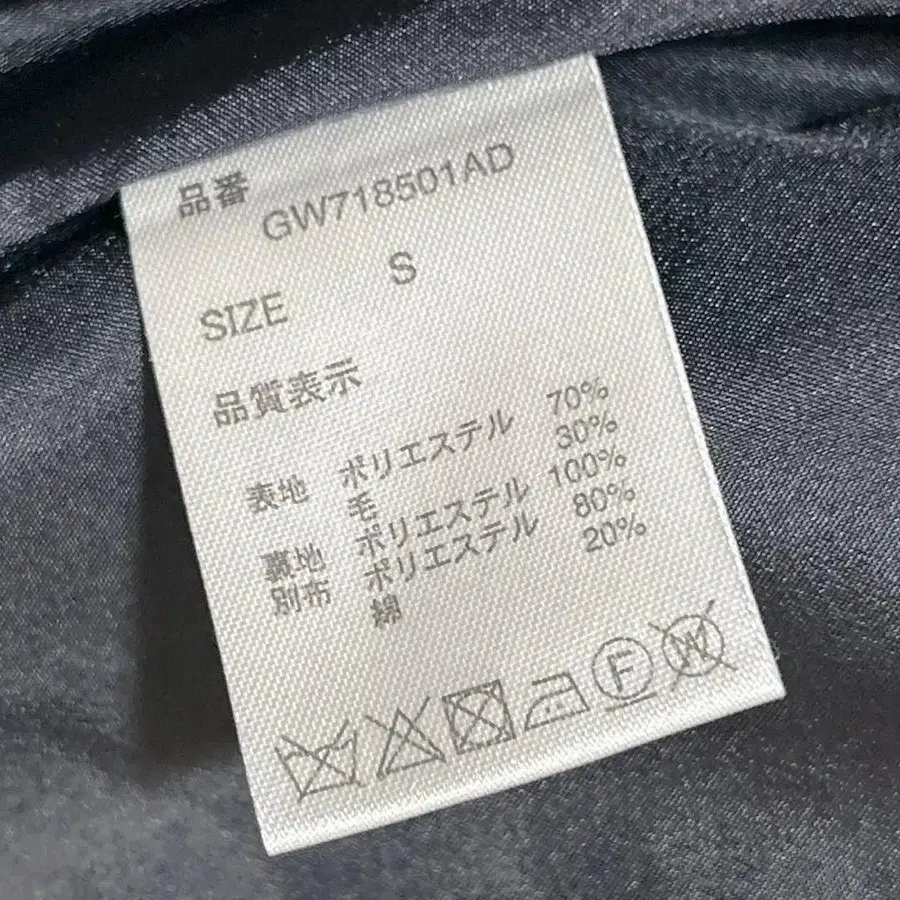 品番 GW718501AD
SIZE S
品質表示
表地 ポリエステル 70%
毛 30%
裏地 ポリエステル 100%
別布 ポリエステル 80%
綿 20%
F W